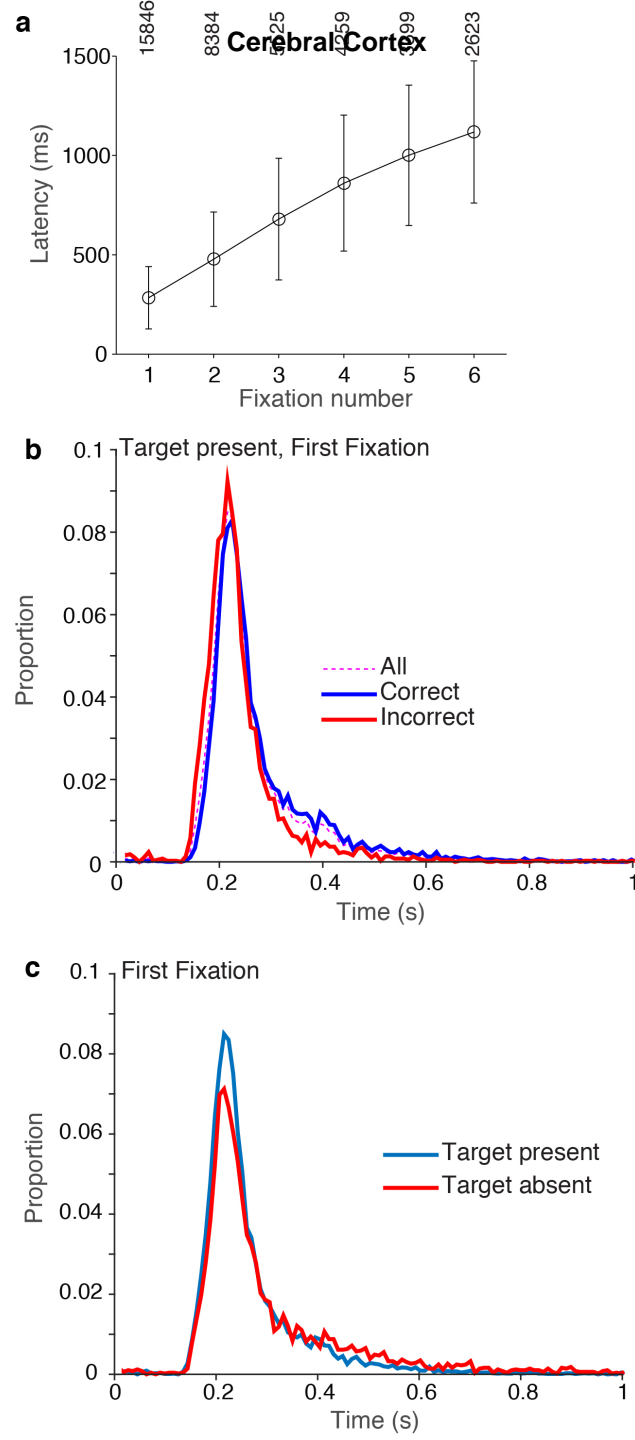 a
15846
8384
4259
2623
Cerebral Cortex
1500
1000
500
0
Latency (ms)
1 2 3 4 5 6
Fixation number
b
Target present, First Fixation
0.1
0.08
0.06
0.04
0.02
0
Proportion
All
Correct
Incorrect
0 0.2 0.4 0.6 0.8 1
Time (s)
c
First Fixation
0.1
0.08
0.06
0.04
0.02
0
Proportion
Target present
Target absent
0 0.2 0.4 0.6 0.8 1
Time (s)